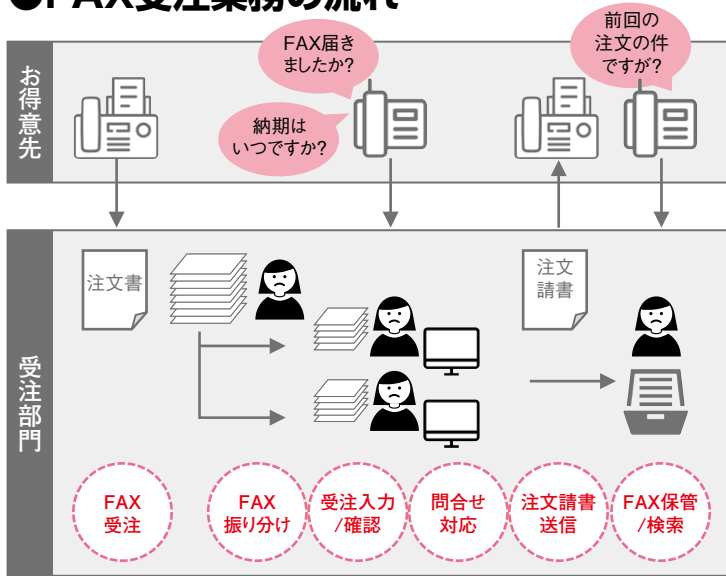 ●FAX受注業務の流れ
お得意先
FAX届き
ましたか?
納期は
いつですか?
前回の
注文の件
ですが?
受注部門
注文書
注文
請書
FAX
受注
FAX
振り分け
受注入力
/確認
問合せ
対応
注文請書
送信
FAX保管
/検索